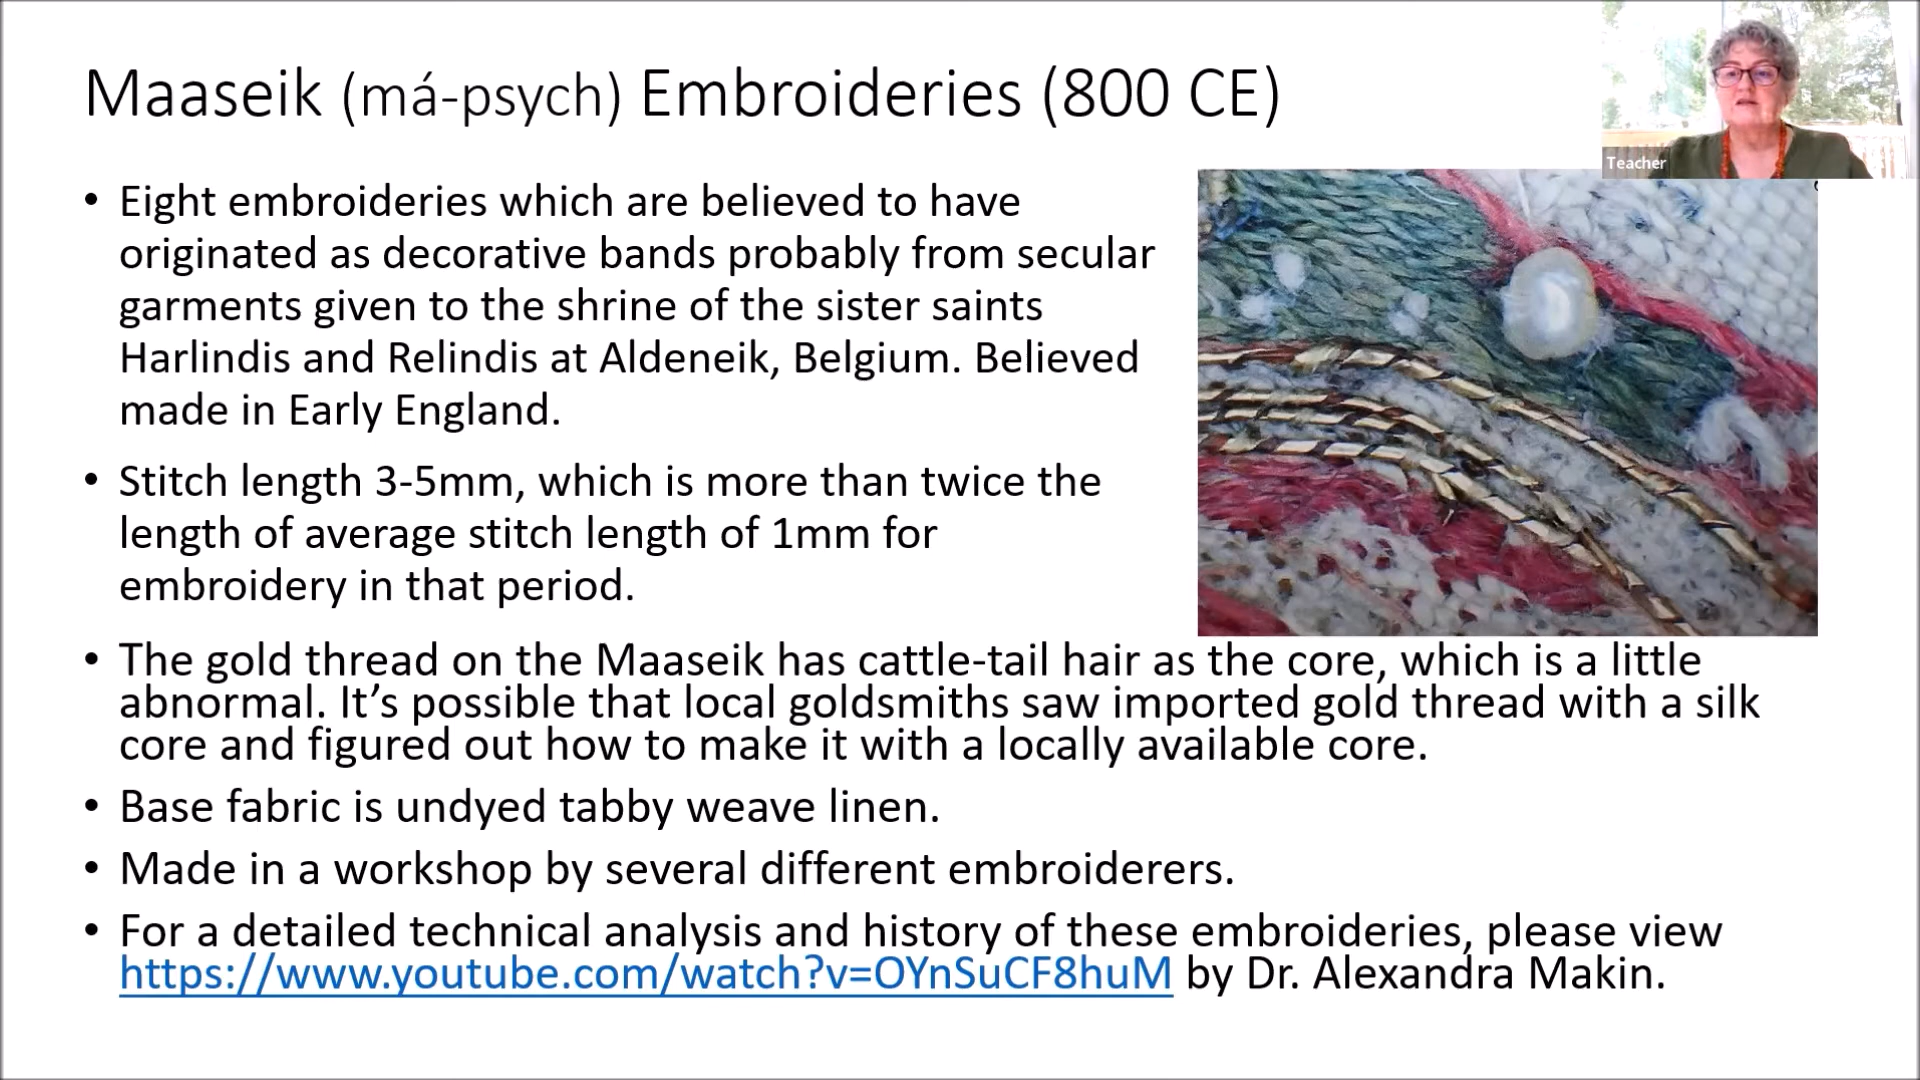 Maaseik (má-psych) Embroideries (800 CE)
Teacher
• Eight embroideries which are believed to have
originated as decorative bands probably from secular
garments given to the shrine of the sister saints
Harlindis and Relindis at Aldeneik, Belgium. Believed
made in Early England.
• Stitch length 3-5mm, which is more than twice the
length of average stitch length of 1mm for
embroidery in that period.
• The gold thread on the Maaseik has cattle-tail hair as the core, which is a little
abnormal. It’s possible that local goldsmiths saw imported gold thread with a silk
core and figured out how to make it with a locally available core.
• Base fabric is undyed tabby weave linen.
• Made in a workshop by several different embroiderers.
• For a detailed technical analysis and history of these embroideries, please view
https://www.youtube.com/watch?v=OYnSuCF8huM by Dr. Alexandra Makin.